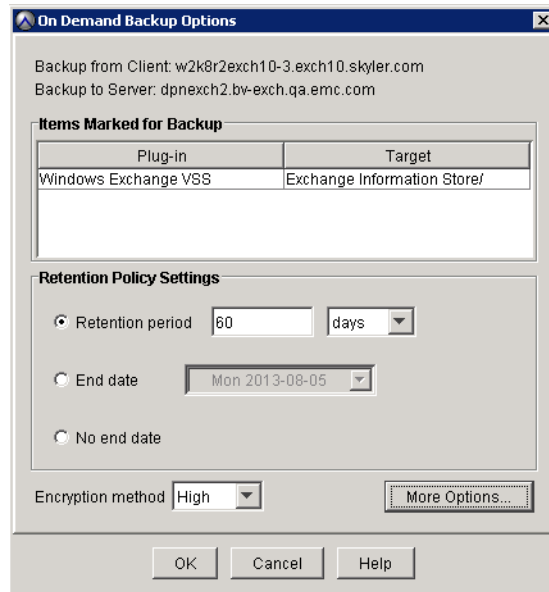 On Demand Backup Options
Backup from Client: w2k8r2exch10-3.exch10.skyler.com
Backup to Server: dpnexch2.bv-exch.qa.emc.com
Items Marked for Backup
Plug-in Target
Windows Exchange VSS Exchange Information Store/
Retention Policy Settings
Retention period 60 days
End date Mon 2013-08-05
No end date
Encryption method High More Options...
OK Cancel Help